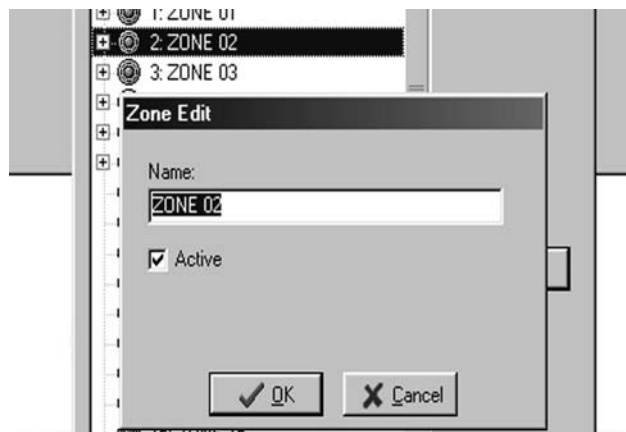 1: ZONE 01
2: ZONE 02
3: ZONE 03
Zone Edit
Name:
ZONE 02
Active
OK
Cancel